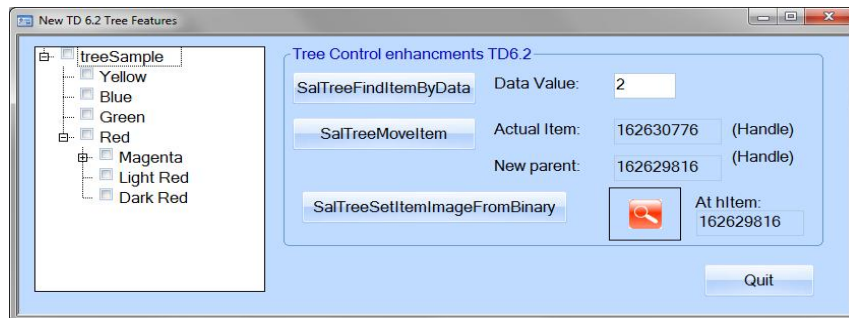 New TD 6.2 Tree Features
treeSample
Yellow
Blue
Green
Red
Magenta
Light Red
Dark Red
Tree Control enhancments TD6.2
SalTreeFindItemByData Data Value: 2
SalTreeMoveItem Actual Item: 162630776 (Handle)
New parent: 162629816 (Handle)
SalTreeSetItemImageFromBinary At hItem:
162629816
Quit